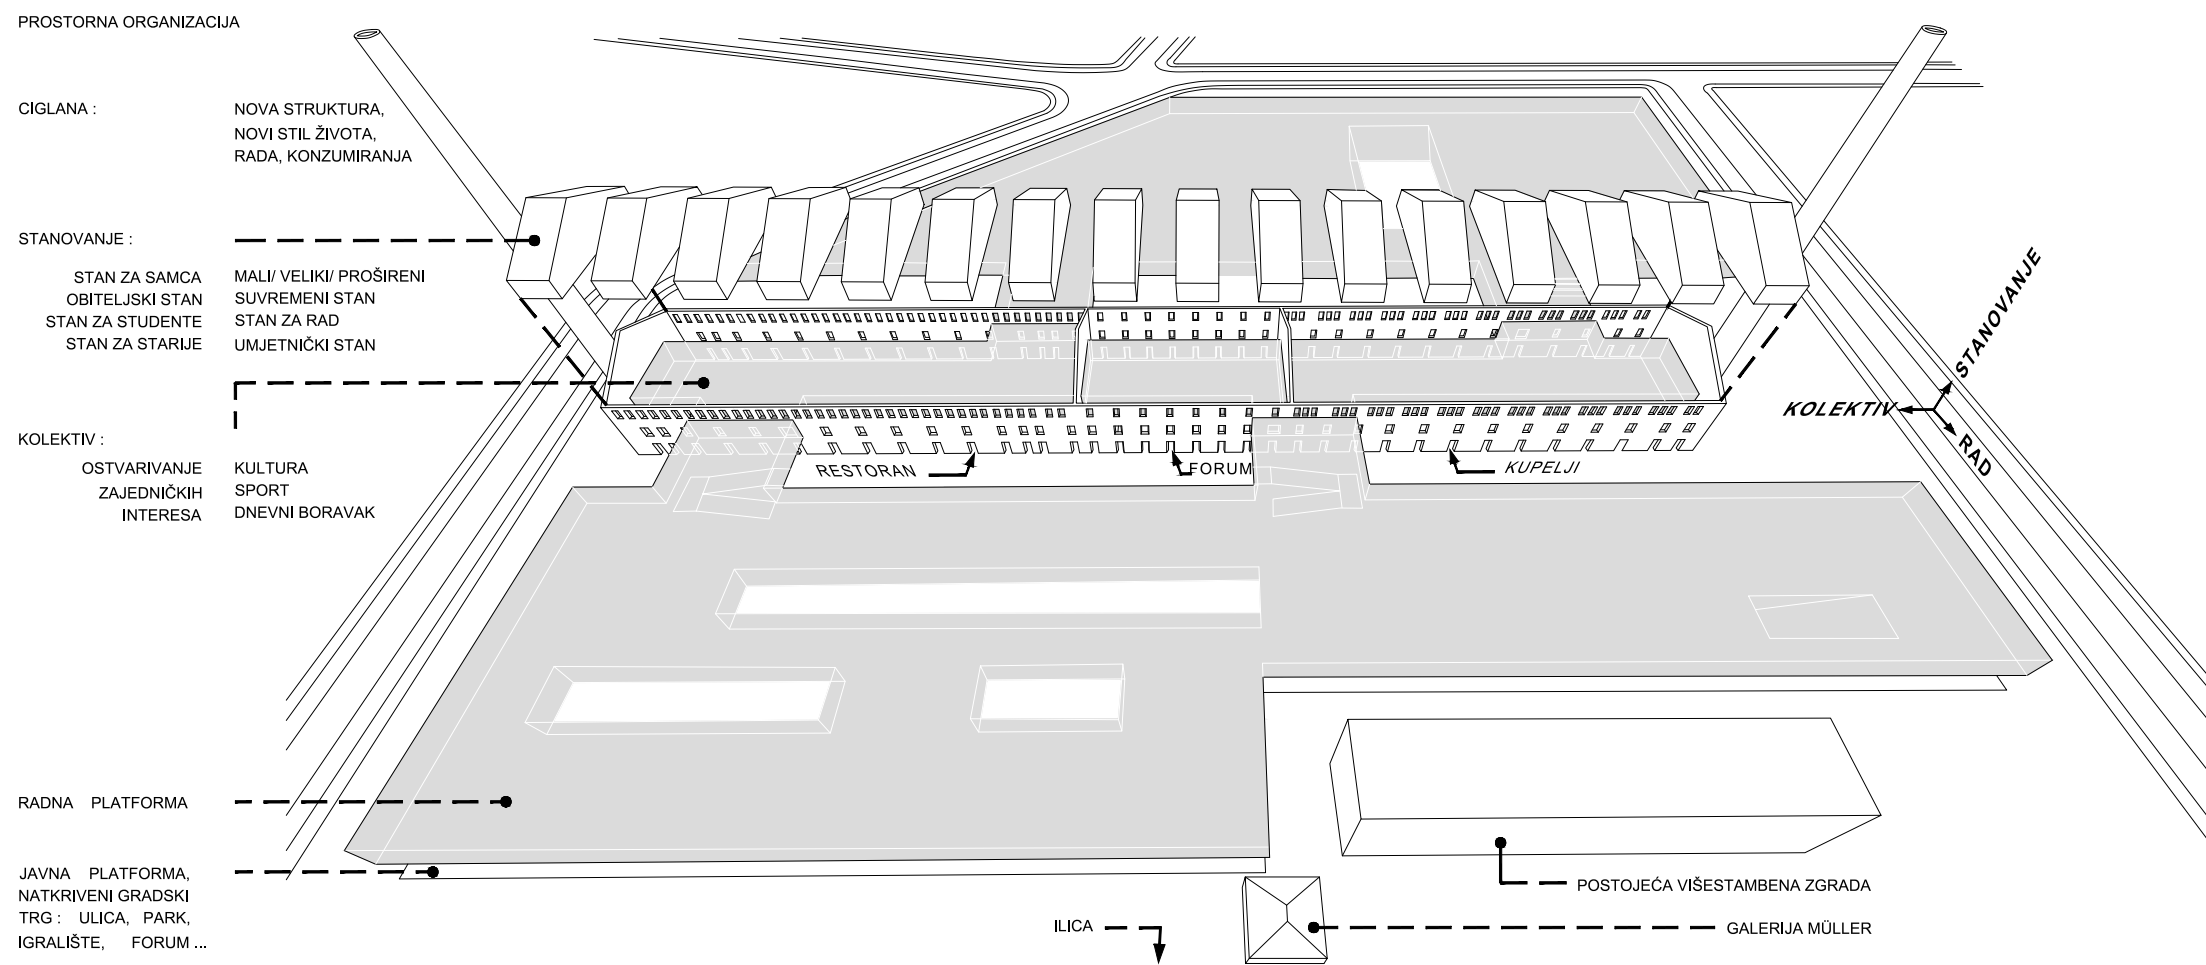 PROSTORNA ORGANIZACIJA
CIGLANA : NOVA STRUKTURA,
NOVI STIL ŽIVOTA,
RADA, KONZUMIRANJA
STANOVANJE :
STAN ZA SAMCA MALI/ VELIKI/ PROŠIRENI
OBITELJSKI STAN SUVREMENI STAN
STAN ZA STUDENTE STAN ZA RAD
STAN ZA STARIJE UMJETNIČKI STAN
KOLEKTIV :
OSTVARIVANJE KULTURA
ZAJEDNIČKIH SPORT
INTERESA DNEVNI BORAVAK
RESTORAN
FORUM
KUPELJI
STANOVANJE
KOLEKTIV
RAD
RADNA PLATFORMA
JAVNA PLATFORMA,
NATKRIVENI GRADSKI
TRG : ULICA, PARK,
IGRALIŠTE, FORUM ...
POSTOJEĆA VIŠESTAMBENA ZGRADA
ILICA
GALERIJA MÜLLER